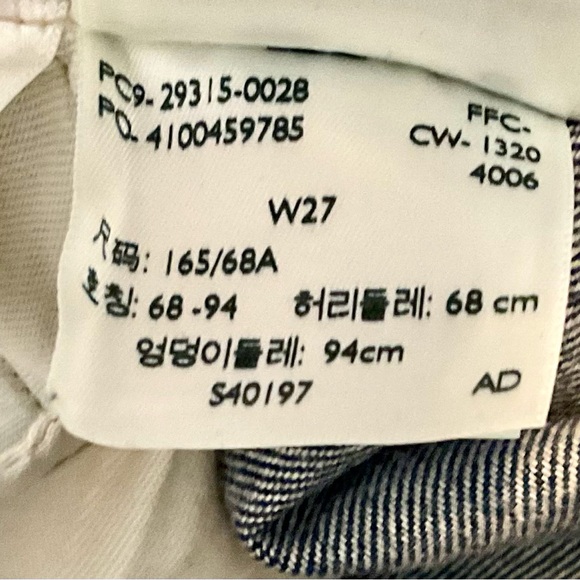 PC9-29315-0028
PO-4100459785
FFC-
CW-1320
4006
W27
尺码: 165/68A
호칭: 68-94 허리둘레: 68 cm
엉덩이둘레: 94cm
S40197
AD